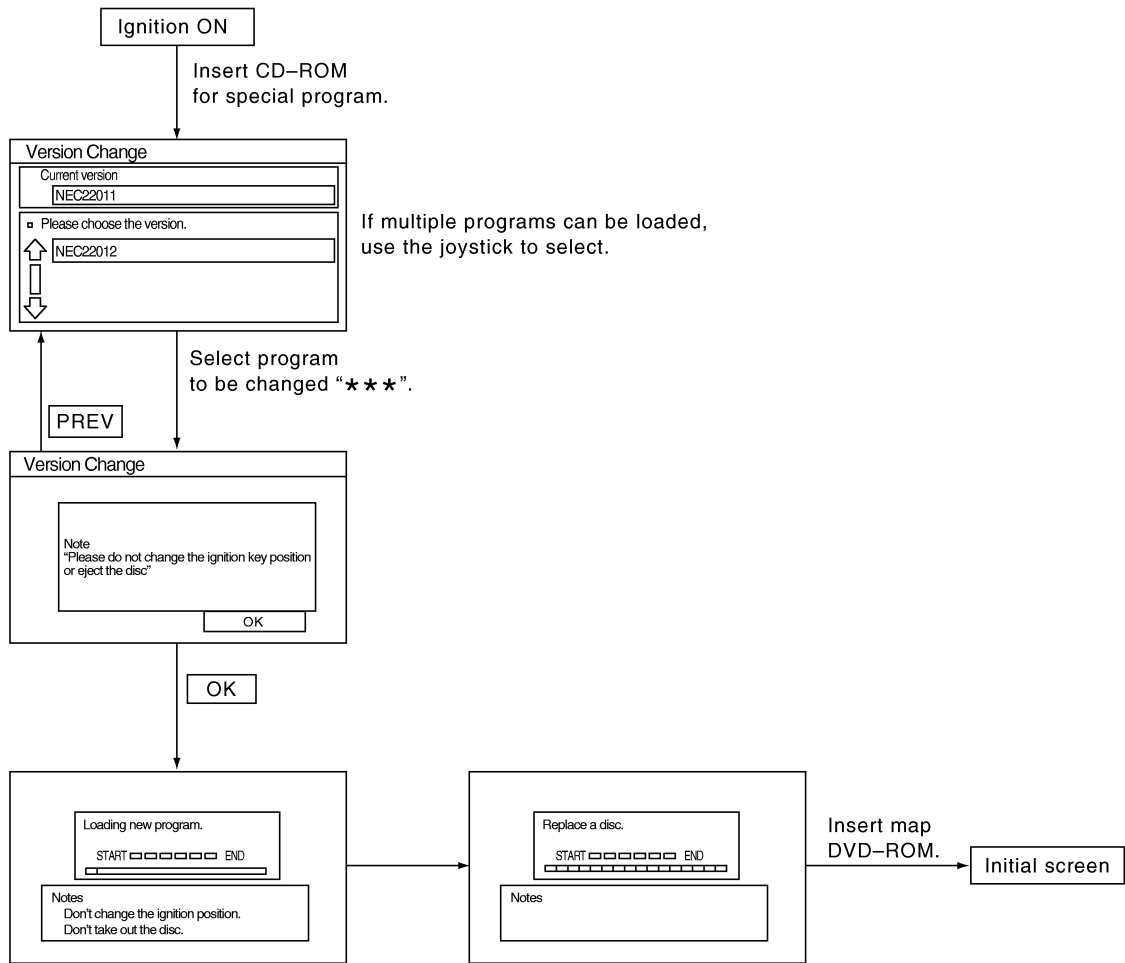 Ignition ON
Insert CD–ROM
for special program.
Version Change
Current version
NEC22011
Please choose the version.
NEC22012
If multiple programs can be loaded,
use the joystick to select.
Select program
to be changed “★★★”.
PREV
Version Change
Note
“Please do not change the ignition key position
or eject the disc”
OK
OK
Loading new program.
START END
Notes
Don’t change the ignition position.
Don’t take out the disc.
Replace a disc.
START END
Notes
Insert map
DVD–ROM.
Initial screen